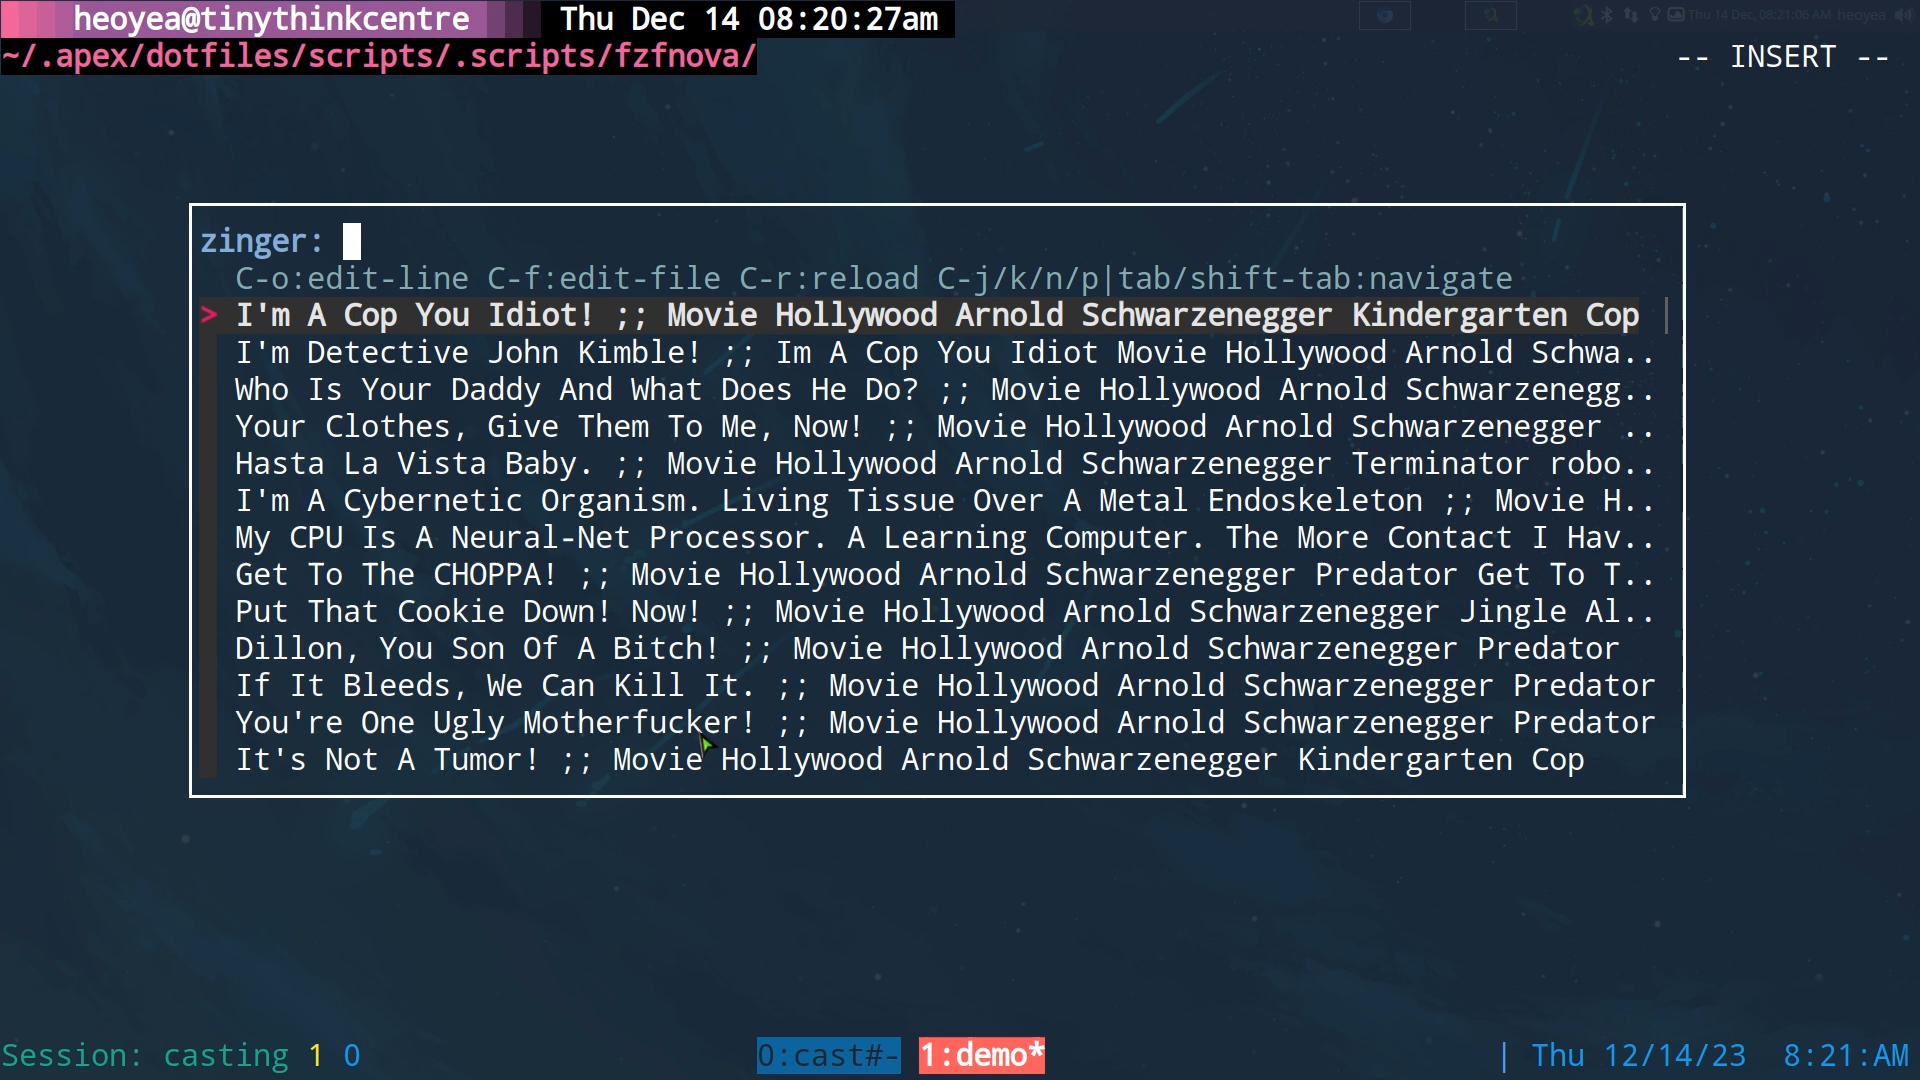 heoyea@tinythinkcentre Thu Dec 14 08:20:27am
Thu 14 Dec, 08:21:06 AM heoyea
~/.apex/dotfiles/scripts/.scripts/fzfnova/
-- INSERT --
zinger:
C-o:edit-line C-f:edit-file C-r:reload C-j/k/n/p|tab/shift-tab:navigate
> I'm A Cop You Idiot! ;; Movie Hollywood Arnold Schwarzenegger Kindergarten Cop
I'm Detective John Kimble! ;; Im A Cop You Idiot Movie Hollywood Arnold Schwa..
Who Is Your Daddy And What Does He Do? ;; Movie Hollywood Arnold Schwarzenegg..
Your Clothes, Give Them To Me, Now! ;; Movie Hollywood Arnold Schwarzenegger ..
Hasta La Vista Baby. ;; Movie Hollywood Arnold Schwarzenegger Terminator robo..
I'm A Cybernetic Organism. Living Tissue Over A Metal Endoskeleton ;; Movie H..
My CPU Is A Neural-Net Processor. A Learning Computer. The More Contact I Hav..
Get To The CHOPPA! ;; Movie Hollywood Arnold Schwarzenegger Predator Get To T..
Put That Cookie Down! Now! ;; Movie Hollywood Arnold Schwarzenegger Jingle Al..
Dillon, You Son Of A Bitch! ;; Movie Hollywood Arnold Schwarzenegger Predator
If It Bleeds, We Can Kill It. ;; Movie Hollywood Arnold Schwarzenegger Predator
You're One Ugly Motherfucker! ;; Movie Hollywood Arnold Schwarzenegger Predator
It's Not A Tumor! ;; Movie Hollywood Arnold Schwarzenegger Kindergarten Cop
Session: casting 1 0
0:cast#- 1:demo*
| Thu 12/14/23 8:21:AM